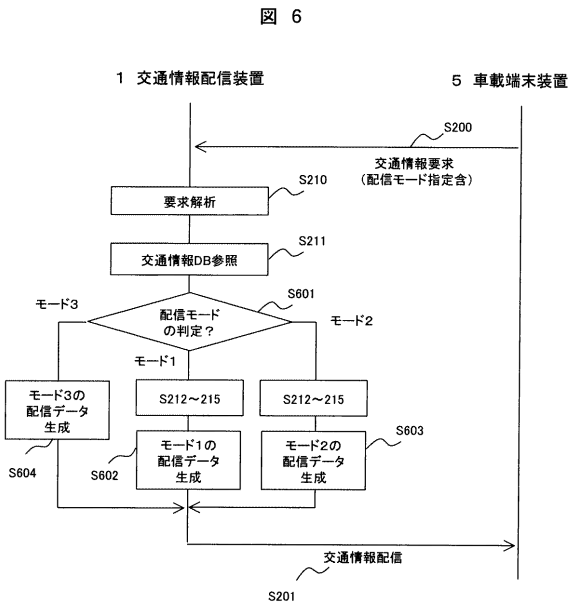 図 6
1 交通情報配信装置
5 車載端末装置
S200
交通情報要求
(配信モード指定含)
S210
要求解析
S211
交通情報DB参照
S601
配信モード
の判定?
モード3
モード2
モード1
モード3の
配信データ
生成
S212~215
S212~215
モード1の
配信データ
生成
モード2の
配信データ
生成
S603
S604
S602
交通情報配信
S201